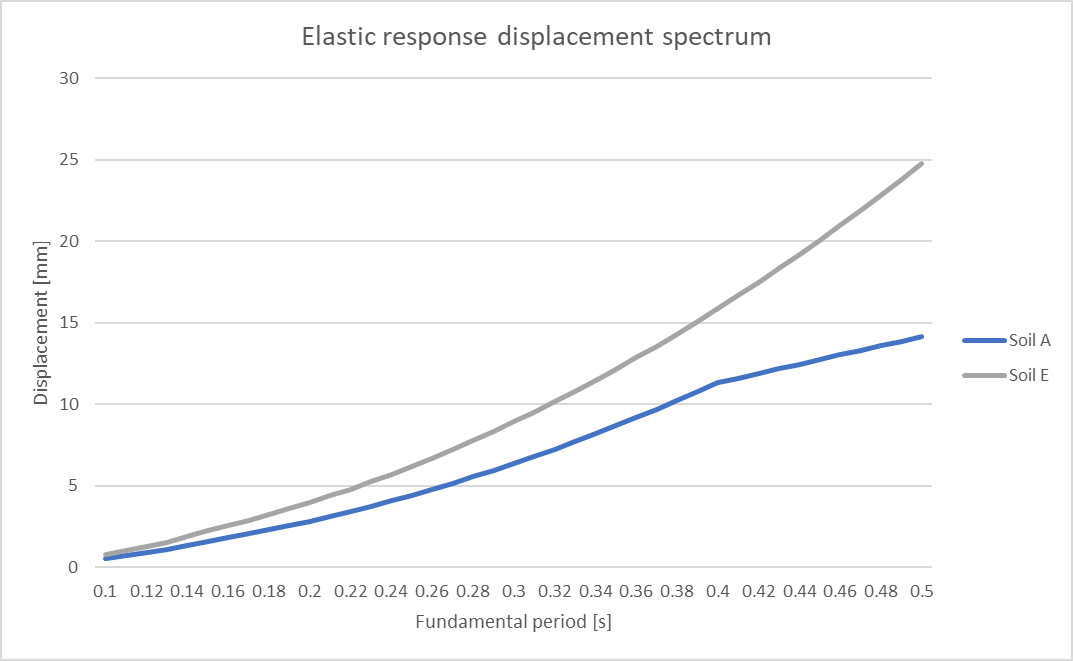 Elastic response displacement spectrum
30
25
20
15
10
5
0
Displacement [mm]
0.1 0.12 0.14 0.16 0.18 0.2 0.22 0.24 0.26 0.28 0.3 0.32 0.34 0.36 0.38 0.4 0.42 0.44 0.46 0.48 0.5
Fundamental period [s]
Soil A
Soil E